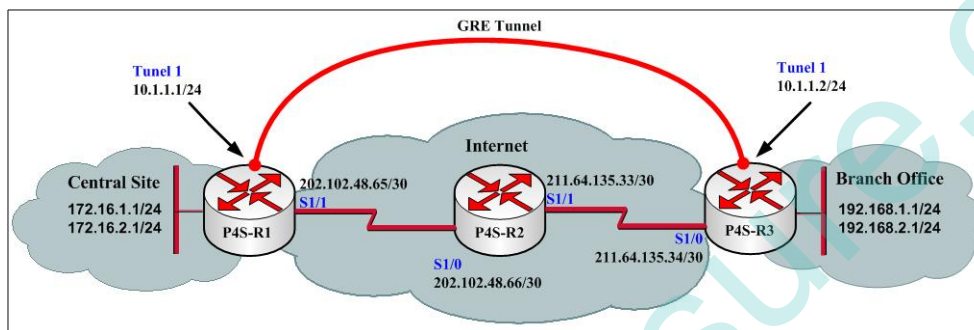 GRE Tunnel
Tunel 1
10.1.1.1/24
Tunel 1
10.1.1.2/24
Internet
Central Site
172.16.1.1/24
172.16.2.1/24
202.102.48.65/30
S1/1
P4S-R1
211.64.135.33/30
S1/1
P4S-R2
S1/0
202.102.48.66/30
S1/0
211.64.135.34/30
P4S-R3
Branch Office
192.168.1.1/24
192.168.2.1/24
sure.